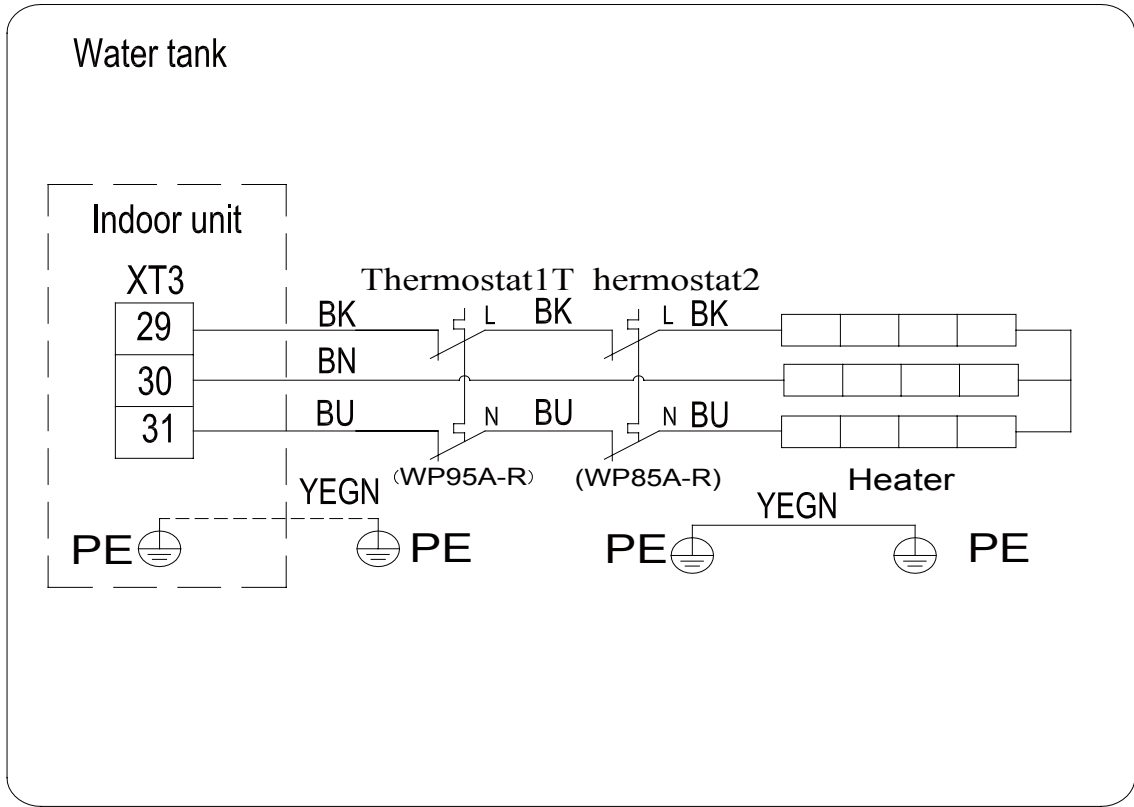 Water tank
Indoor unit
XT3
Thermostat1T hermostat2
29 BK L BK L BK
30 BN
31 BU N BU N BU
(WP95A-R) (WP85A-R) Heater
YEGN YEGN
PE PE PE PE